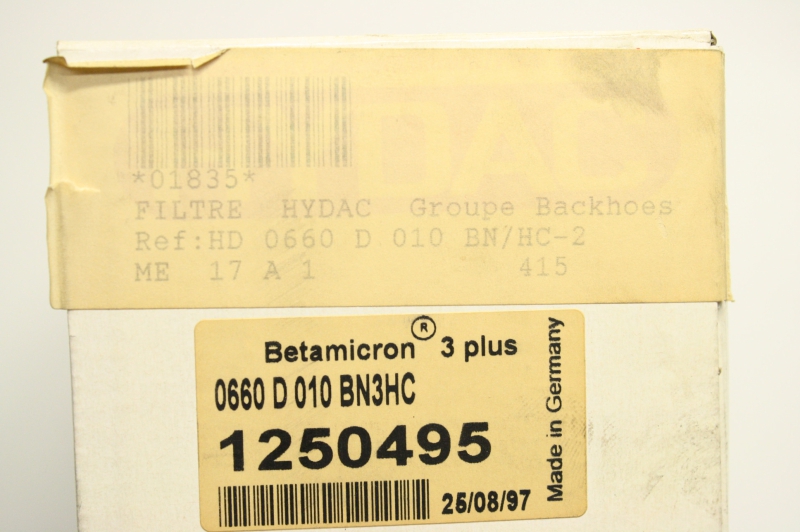 *01835*
FILTRE HYDAC Groupe Backhoes
Ref:HD 0660 D 010 BN/HC-2
ME 17 A 1 415
Betamicron® 3 plus
0660 D 010 BN3HC
1250495
25/08/97
Made in Germany